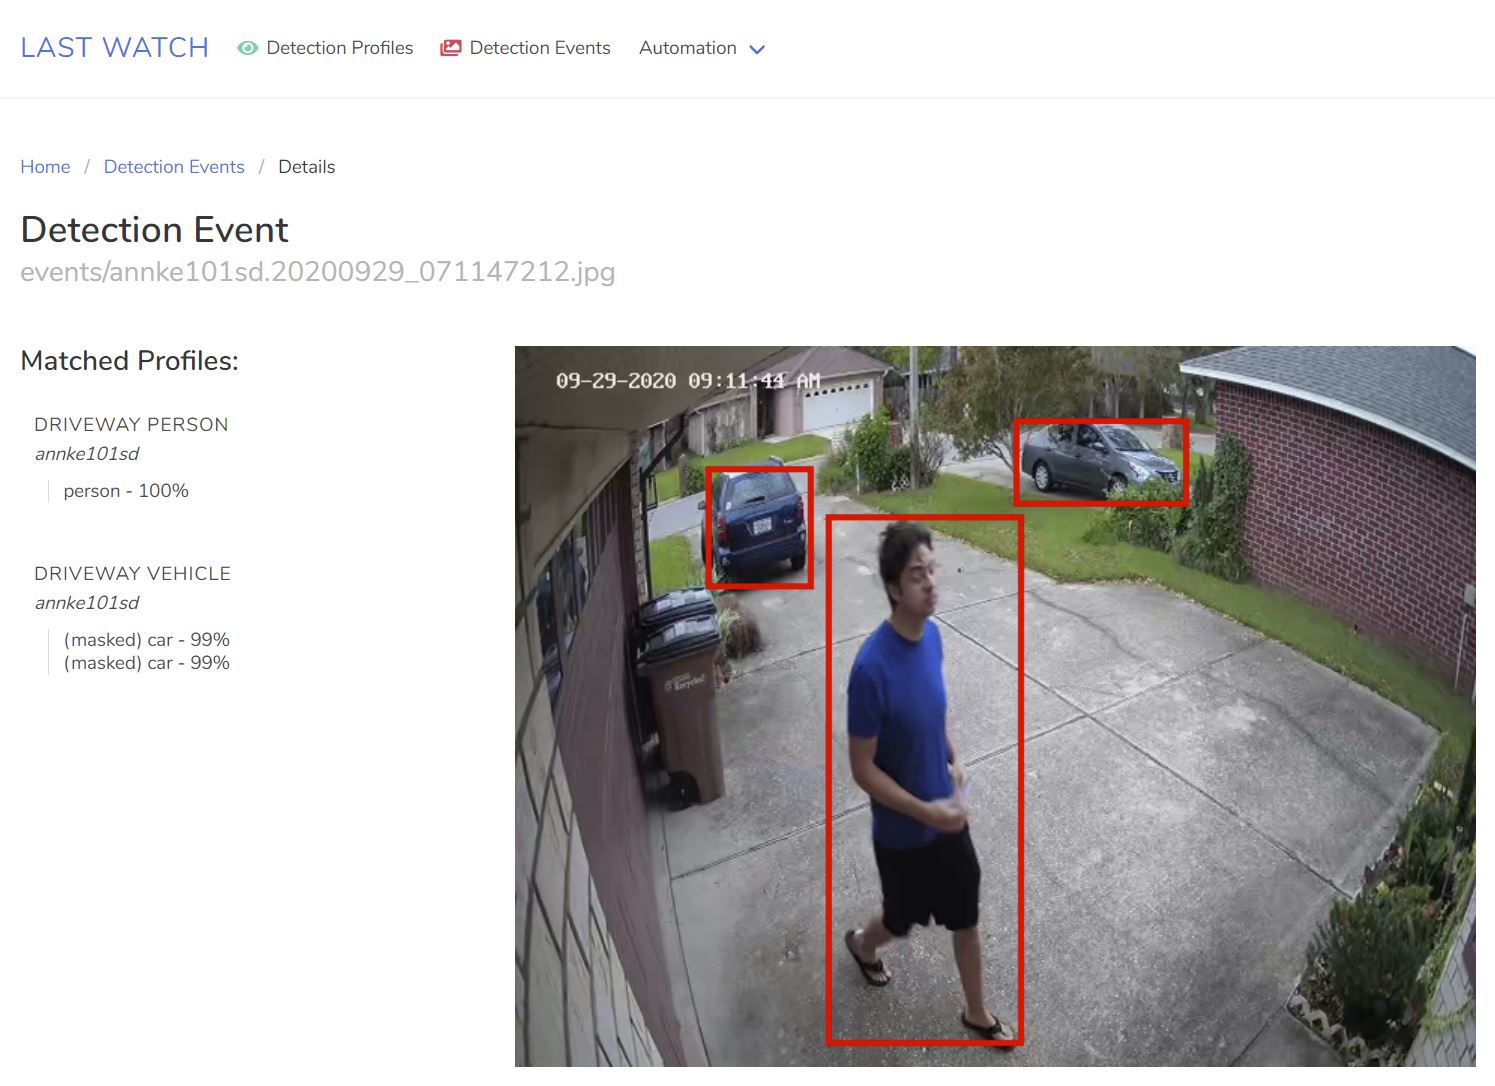 LAST WATCH Detection Profiles Detection Events Automation
Home / Detection Events / Details
Detection Event
events/annke101sd.20200929_071147212.jpg
Matched Profiles:
DRIVEWAY PERSON
annke101sd
person - 100%
DRIVEWAY VEHICLE
annke101sd
(masked) car - 99%
(masked) car - 99%
09-29-2020 09:11:44 AM
Recycles!